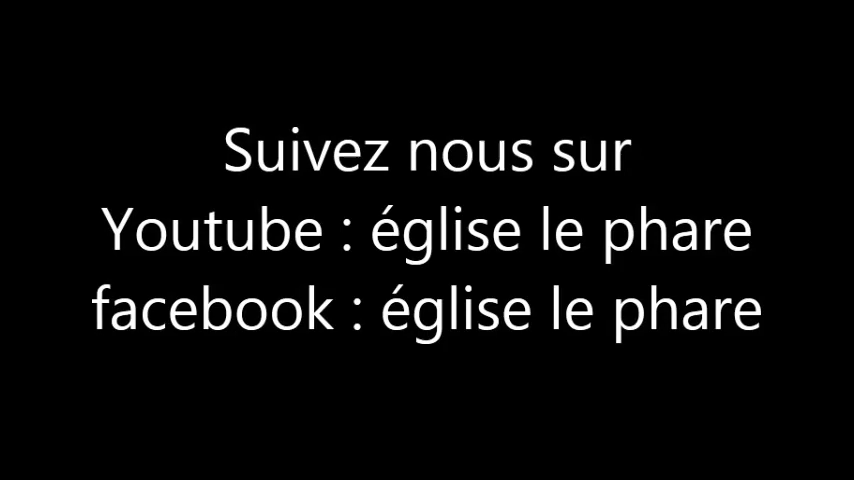 Suivez nous sur
Youtube : église le phare
facebook : église le phare